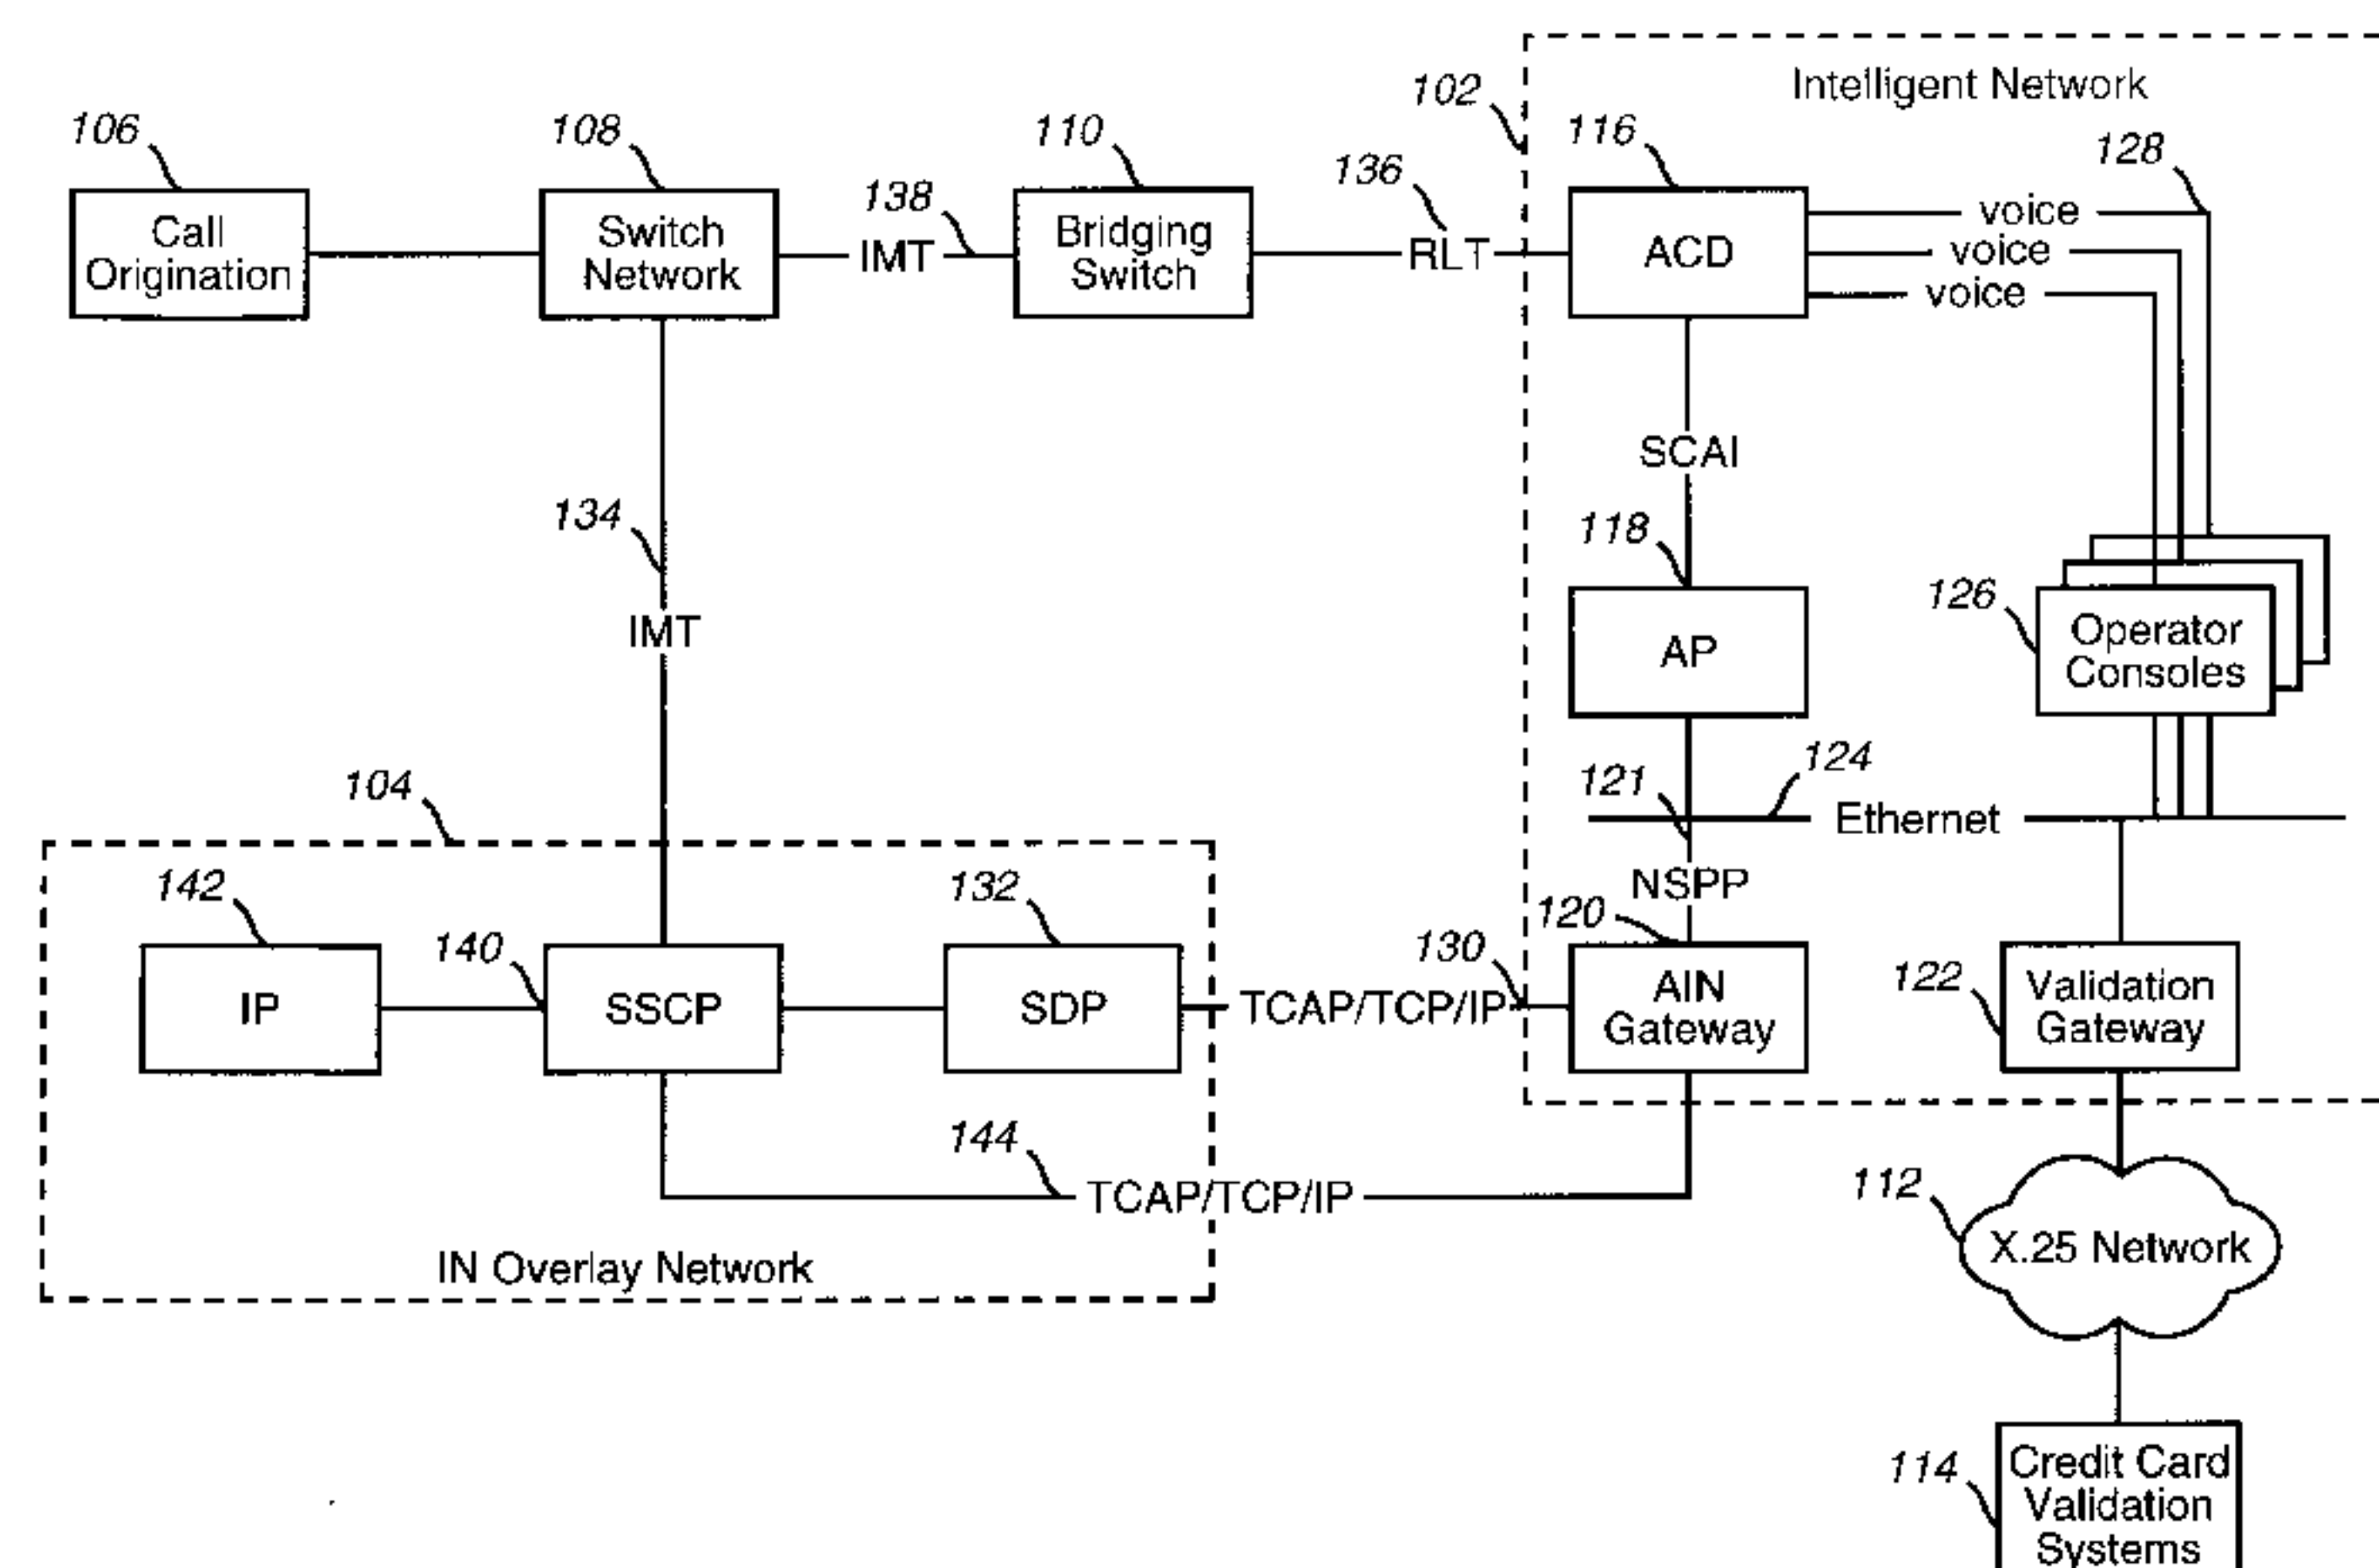 Intelligent Network
102
106
108
110
116
128
136
138
Call
Origination
Switch
Network
IMT
Bridging
Switch
RLT
ACD
voice
voice
voice
SCAI
134
118
IMT
126
AP
Operator
Consoles
104
121
124
Ethernet
142
132
NSPP
140
120
130
IP
SSCP
SDP
TCAP/TCP/IP
AIN
Gateway
122
Validation
Gateway
144
TCAP/TCP/IP
112
X.25 Network
IN Overlay Network
114
Credit Card
Validation
Systems